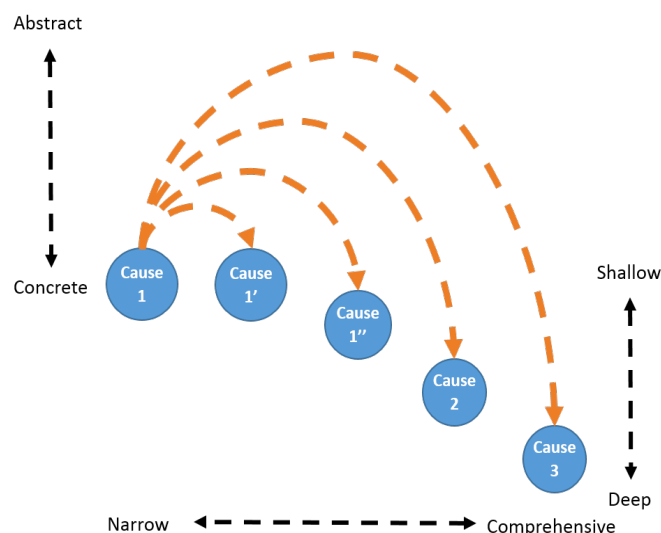 Abstract
Concrete
Cause
1
Cause
1’
Cause
1’’
Cause
2
Cause
3
Shallow
Deep
Narrow
Comprehensive